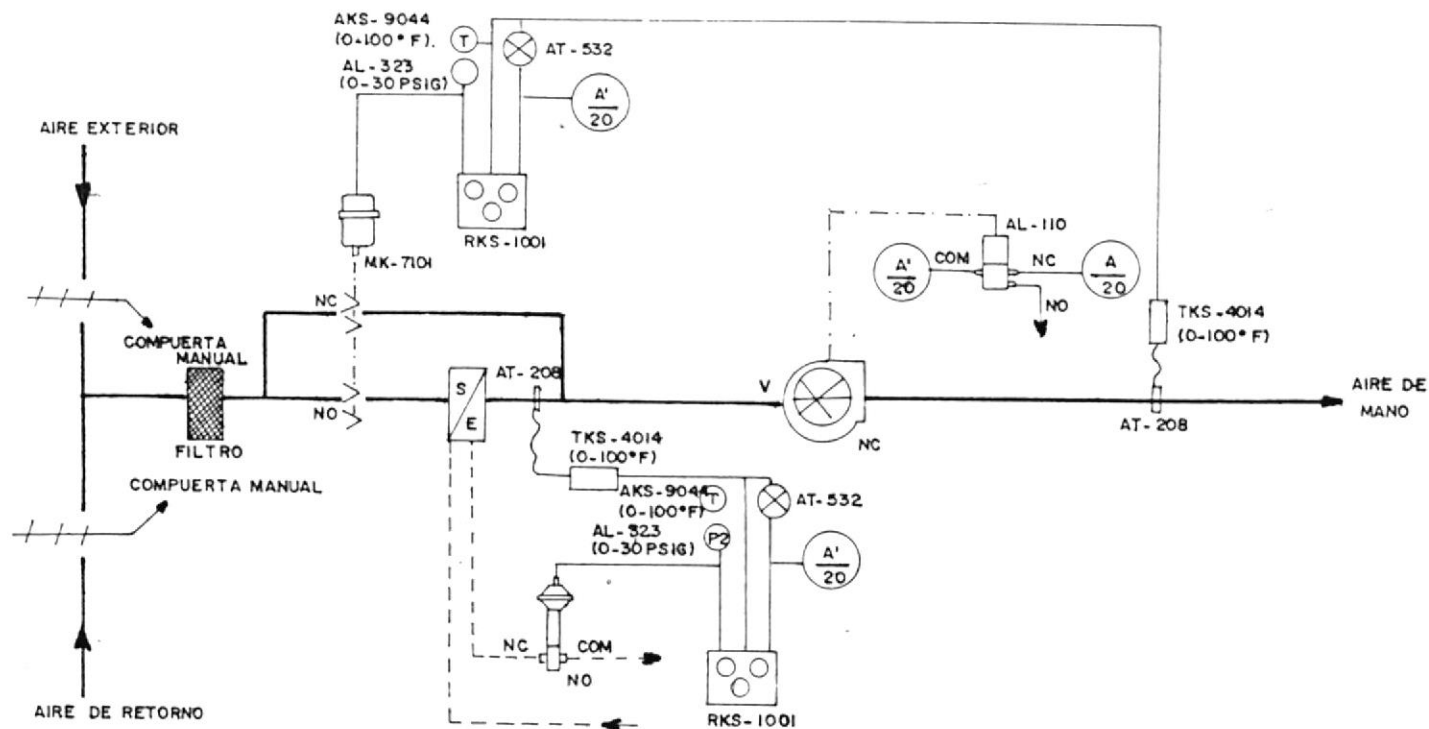 AKS-9044
(0-100°F).
T
AT-532
AL-323
(0-30 PSIG)
A'
20
AIRE EXTERIOR
RKS-1001
MK-7101
AL-110
A'
20
COM
NC
A
20
NO
TKS-4014
(0-100°F)
NC
COMPUERTA
MANUAL
NO
FILTRO
S
E
AT-208
V
NC
AT-208
AIRE DE
MANO
COMPUERTA MANUAL
TKS-4014
(0-100°F)
AKS-9044
(0-100°F)
T
AT-532
AL-323
(0-30 PSIG)
P2
A'
20
NC
COM
NO
RKS-1001
AIRE DE RETORNO